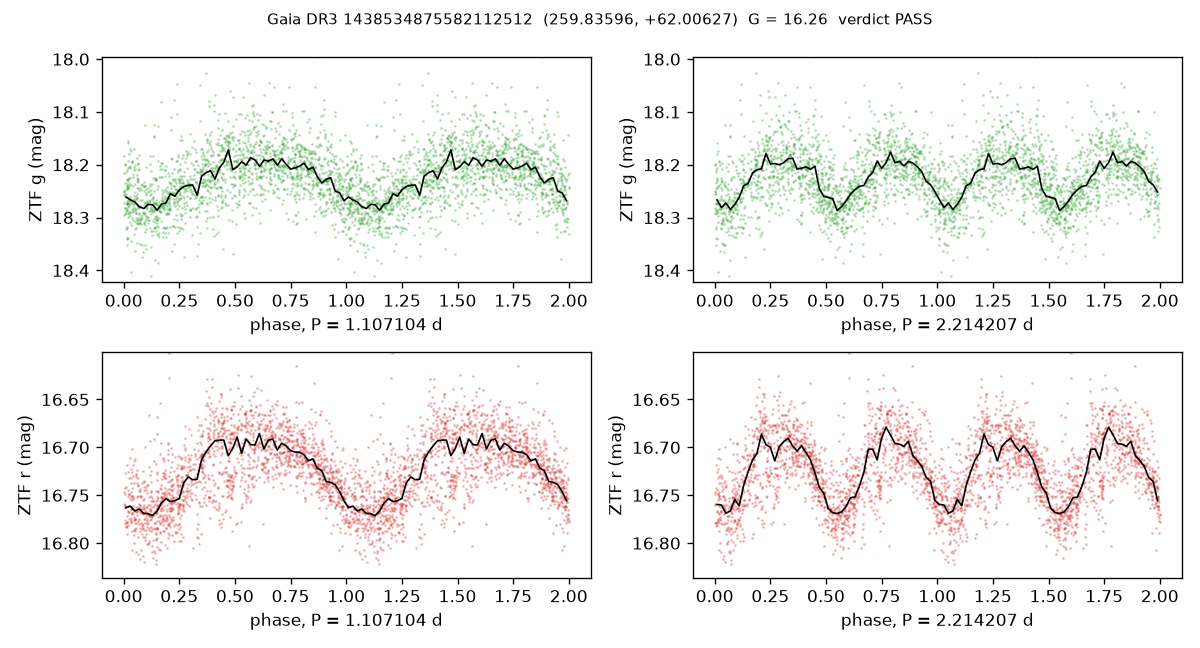 Gaia DR3 1438534875582112512  (259.83596, +62.00627)  G = 16.26  verdict PASS
ZTF g (mag)
18.0
18.1
18.2
18.3
18.4
0.00 0.25 0.50 0.75 1.00 1.25 1.50 1.75 2.00
phase, P = 1.107104 d
ZTF g (mag)
18.0
18.1
18.2
18.3
18.4
0.00 0.25 0.50 0.75 1.00 1.25 1.50 1.75 2.00
phase, P = 2.214207 d
ZTF r (mag)
16.65
16.70
16.75
16.80
0.00 0.25 0.50 0.75 1.00 1.25 1.50 1.75 2.00
phase, P = 1.107104 d
ZTF r (mag)
16.65
16.70
16.75
16.80
0.00 0.25 0.50 0.75 1.00 1.25 1.50 1.75 2.00
phase, P = 2.214207 d